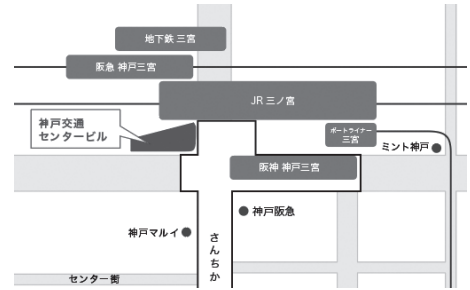 地下鉄 三宮
阪急 神戸三宮
JR 三ノ宮
神戸交通
センタービル
ポートライナー
三宮
ミント神戸
阪神 神戸三宮
神戸阪急
神戸マルイ
さんちか
センター街